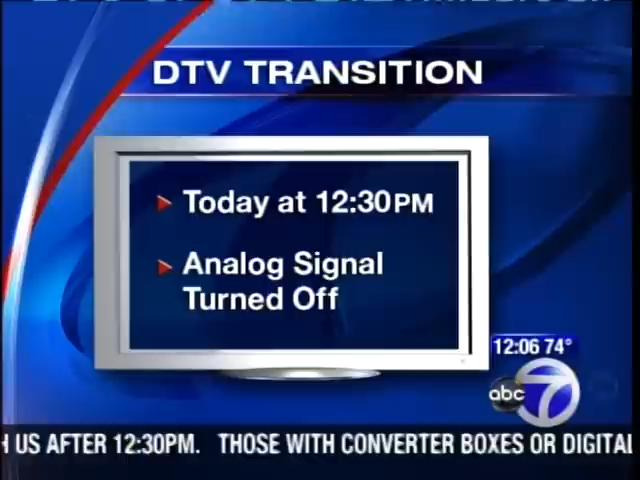 DTV TRANSITION
Today at 12:30PM
Analog Signal
Turned Off
12:06 74°
abc 7
H US AFTER 12:30PM. THOSE WITH CONVERTER BOXES OR DIGITAL